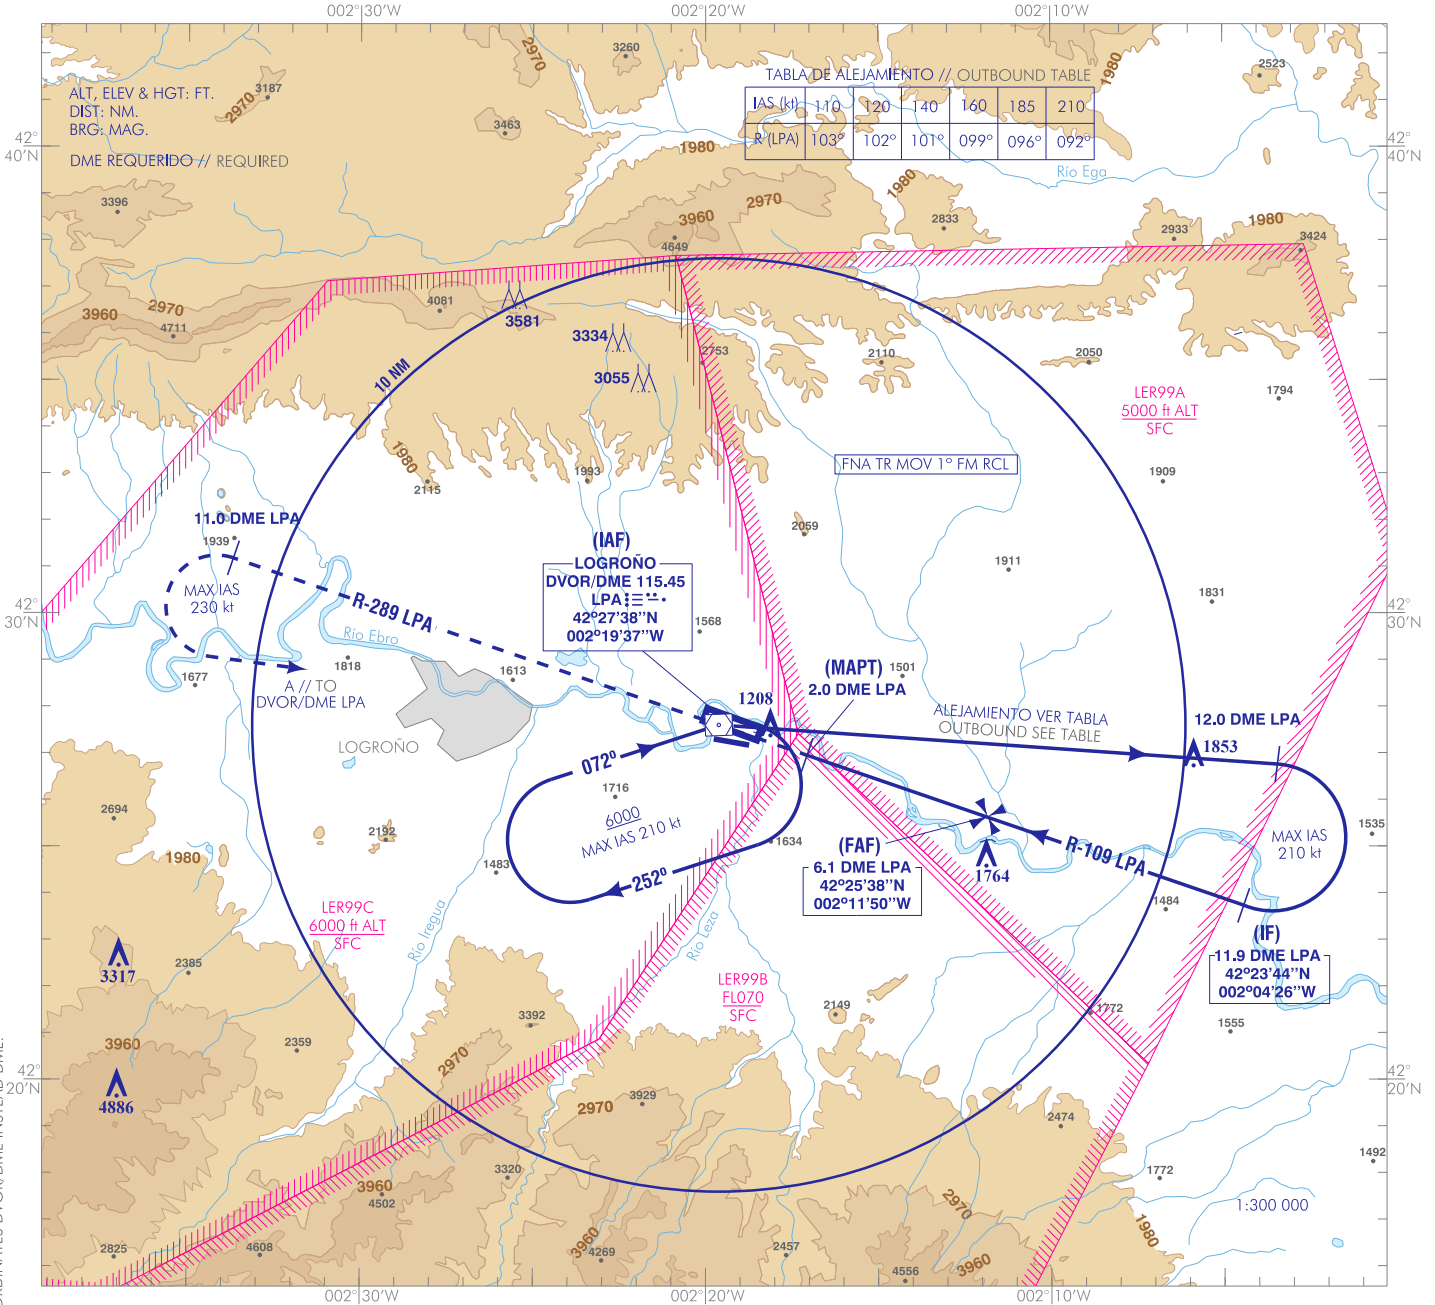 002°30'W
002°20'W
002°10'W
ALT, ELEV & HGT: FT.
DIST: NM.
BRG: MAG.
DME REQUERIDO // REQUIRED
TABLA DE ALEJAMIENTO // OUTBOUND TABLE
IAS (kt) 110 120 140 160 185 210
R (LPA) 103° 102° 101° 099° 096° 092°
2970
3260
3187
2970
3463
1980
2523
42°
40'N
42°
40'N
1980
Río Ega
1980
3396
3960
2970
2833
2933
1980
3424
4649
2970
3960
4711
4081
3581
3334
3055
2753
2110
2050
10 NM
LER99A
5000 ft ALT
SFC
1794
FNA TR MOV 1° FM RCL
1980
2115
1993
1909
11.0 DME LPA
1939
2059
1911
(IAF)
LOGROÑO
DVOR/DME 115.45
LPA
42°27'38''N
002°19'37''W
MAX IAS
230 kt
R-289 LPA
1831
42°
30'N
42°
30'N
Río Ebro
1568
1818
1677
1613
A // TO
DVOR/DME LPA
(MAPT)
2.0 DME LPA
1501
1208
ALEJAMIENTO VER TABLA
OUTBOUND SEE TABLE
12.0 DME LPA
1853
LOGROÑO
072°
1716
6000
MAX IAS 210 kt
252°
1634
2694
2192
1980
1483
(FAF)
6.1 DME LPA
42°25'38''N
002°11'50''W
1764
R-109 LPA
MAX IAS
210 kt
1535
1484
LER99C
6000 ft ALT
SFC
Río Iregua
Río Leza
(IF)
11.9 DME LPA
42°23'44''N
002°04'26''W
3317
2385
LER99B
FL070
SFC
2149
1772
1555
3392
2359
3960
2970
4886
42°
20'N
42°
20'N
3929
2970
2474
3320
3960
4502
1772
1492
2970
1:300 000
1980
2825
4608
3960
4269
2457
3960
4556
002°30'W
002°20'W
002°10'W